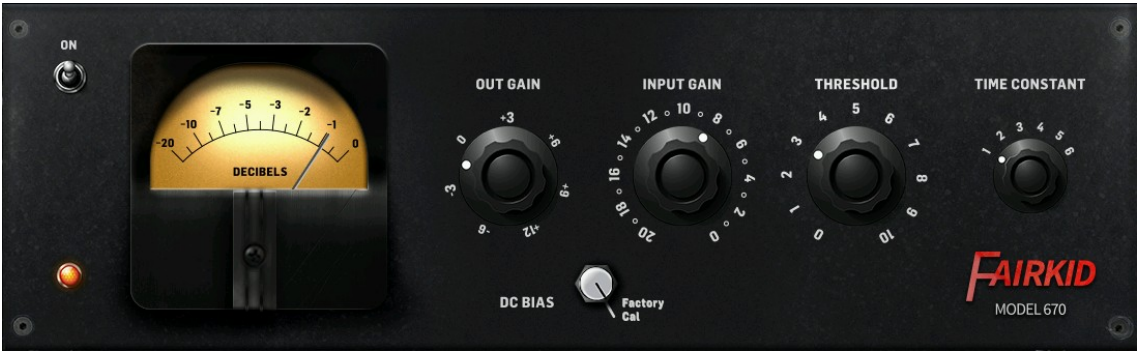 ON
-20 -10 -7 -5 -3 -2 -1 0
DECIBELS
OUT GAIN
-6 -3 0 +3 +6 +9 +12
INPUT GAIN
20 18 16 14 12 10 8 6 4 2 0
THRESHOLD
0 1 2 3 4 5 6 7 8 9 10
TIME CONSTANT
1 2 3 4 5 6
DC BIAS
Factory
Cal
FAIRKID
MODEL 670